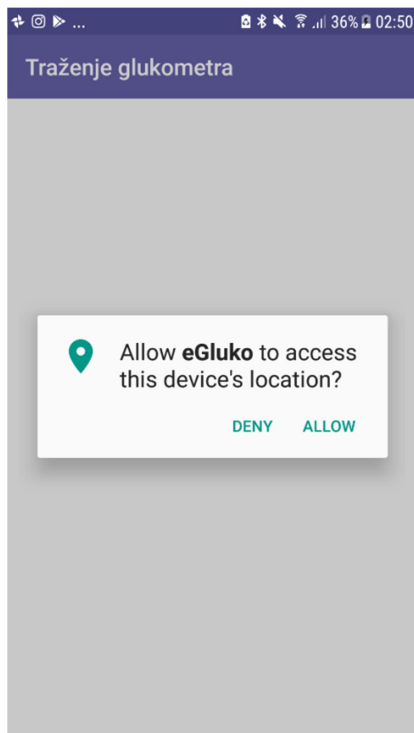 ... 36% 02:50
Traženje glukometra
Allow eGluko to access
this device's location?
DENY ALLOW